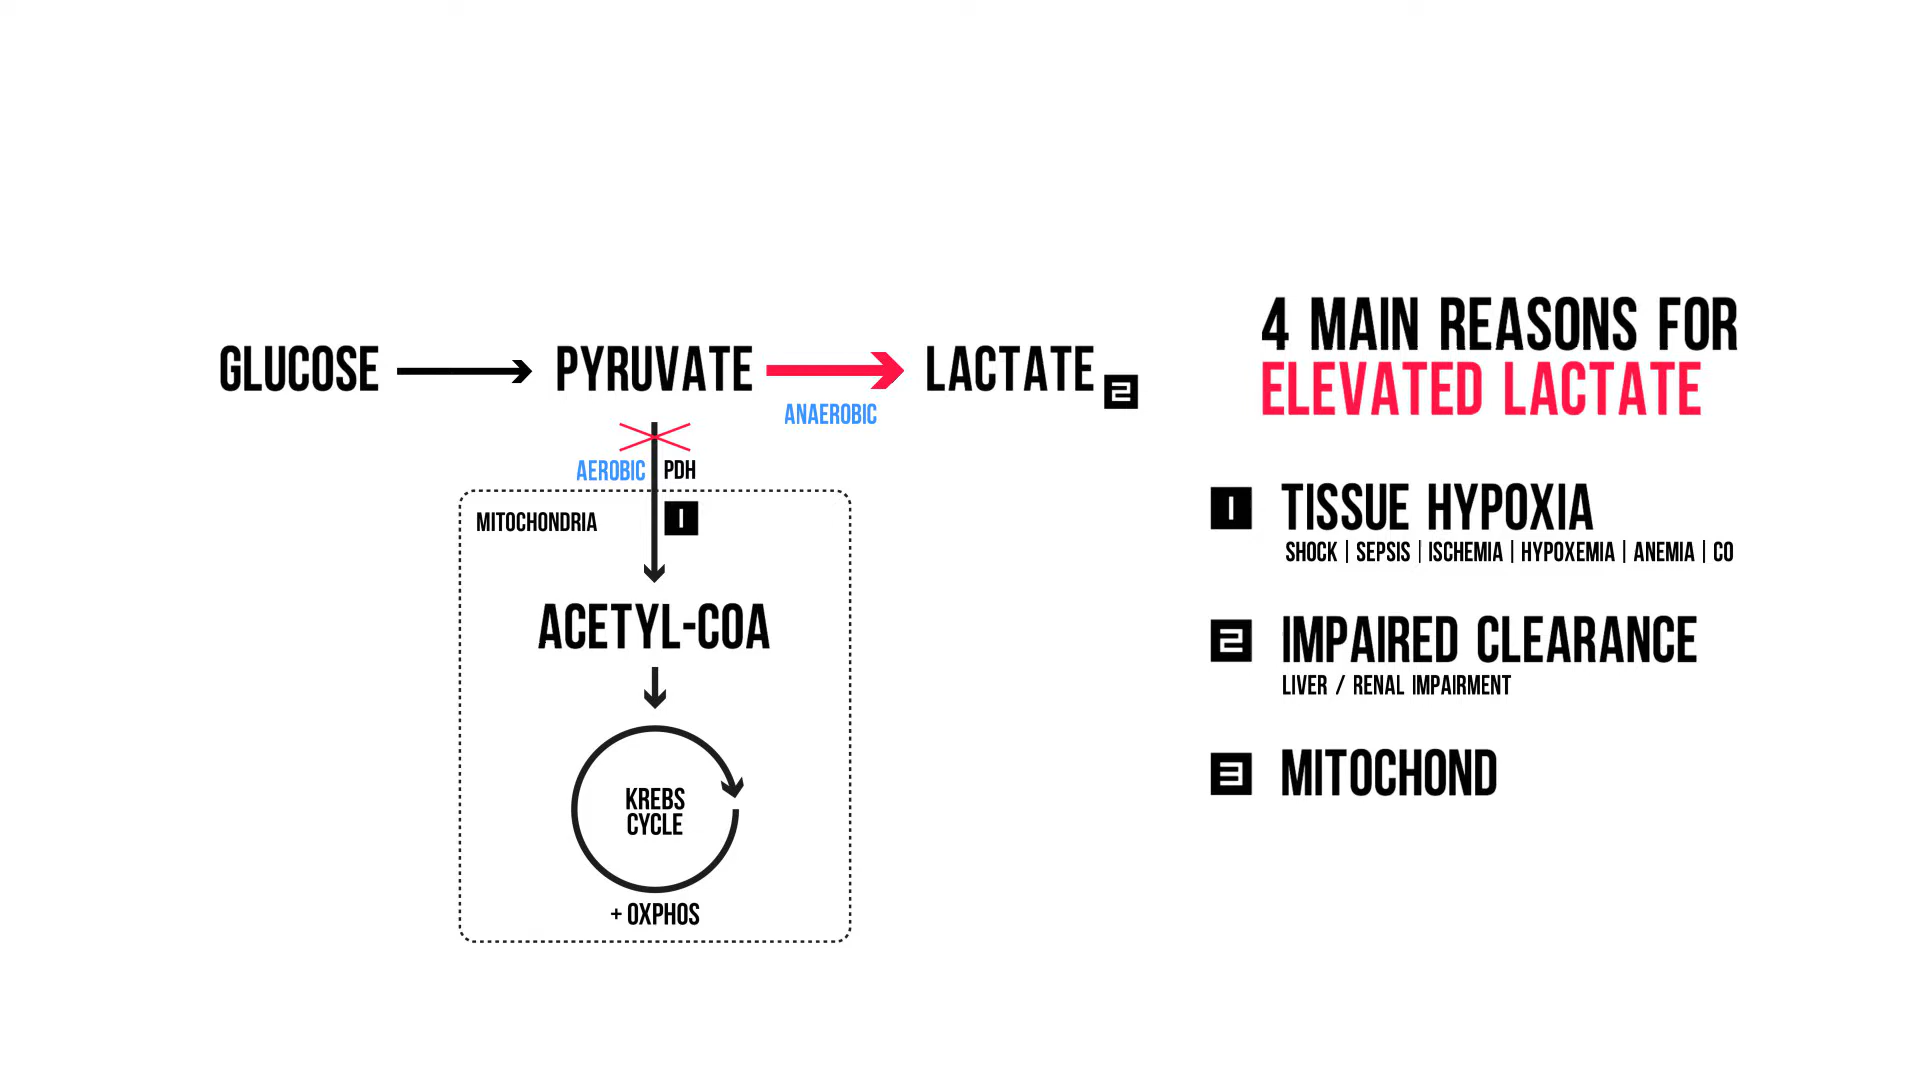 GLUCOSE
PYRUVATE
LACTATE
2
ANAEROBIC
AEROBIC
PDH
MITOCHONDRIA
1
ACETYL-COA
KREBS
CYCLE
+ OXPHOS
4 MAIN REASONS FOR
ELEVATED LACTATE
1 TISSUE HYPOXIA
SHOCK | SEPSIS | ISCHEMIA | HYPOXEMIA | ANEMIA | CO
2 IMPAIRED CLEARANCE
LIVER / RENAL IMPAIRMENT
3 MITOCHOND